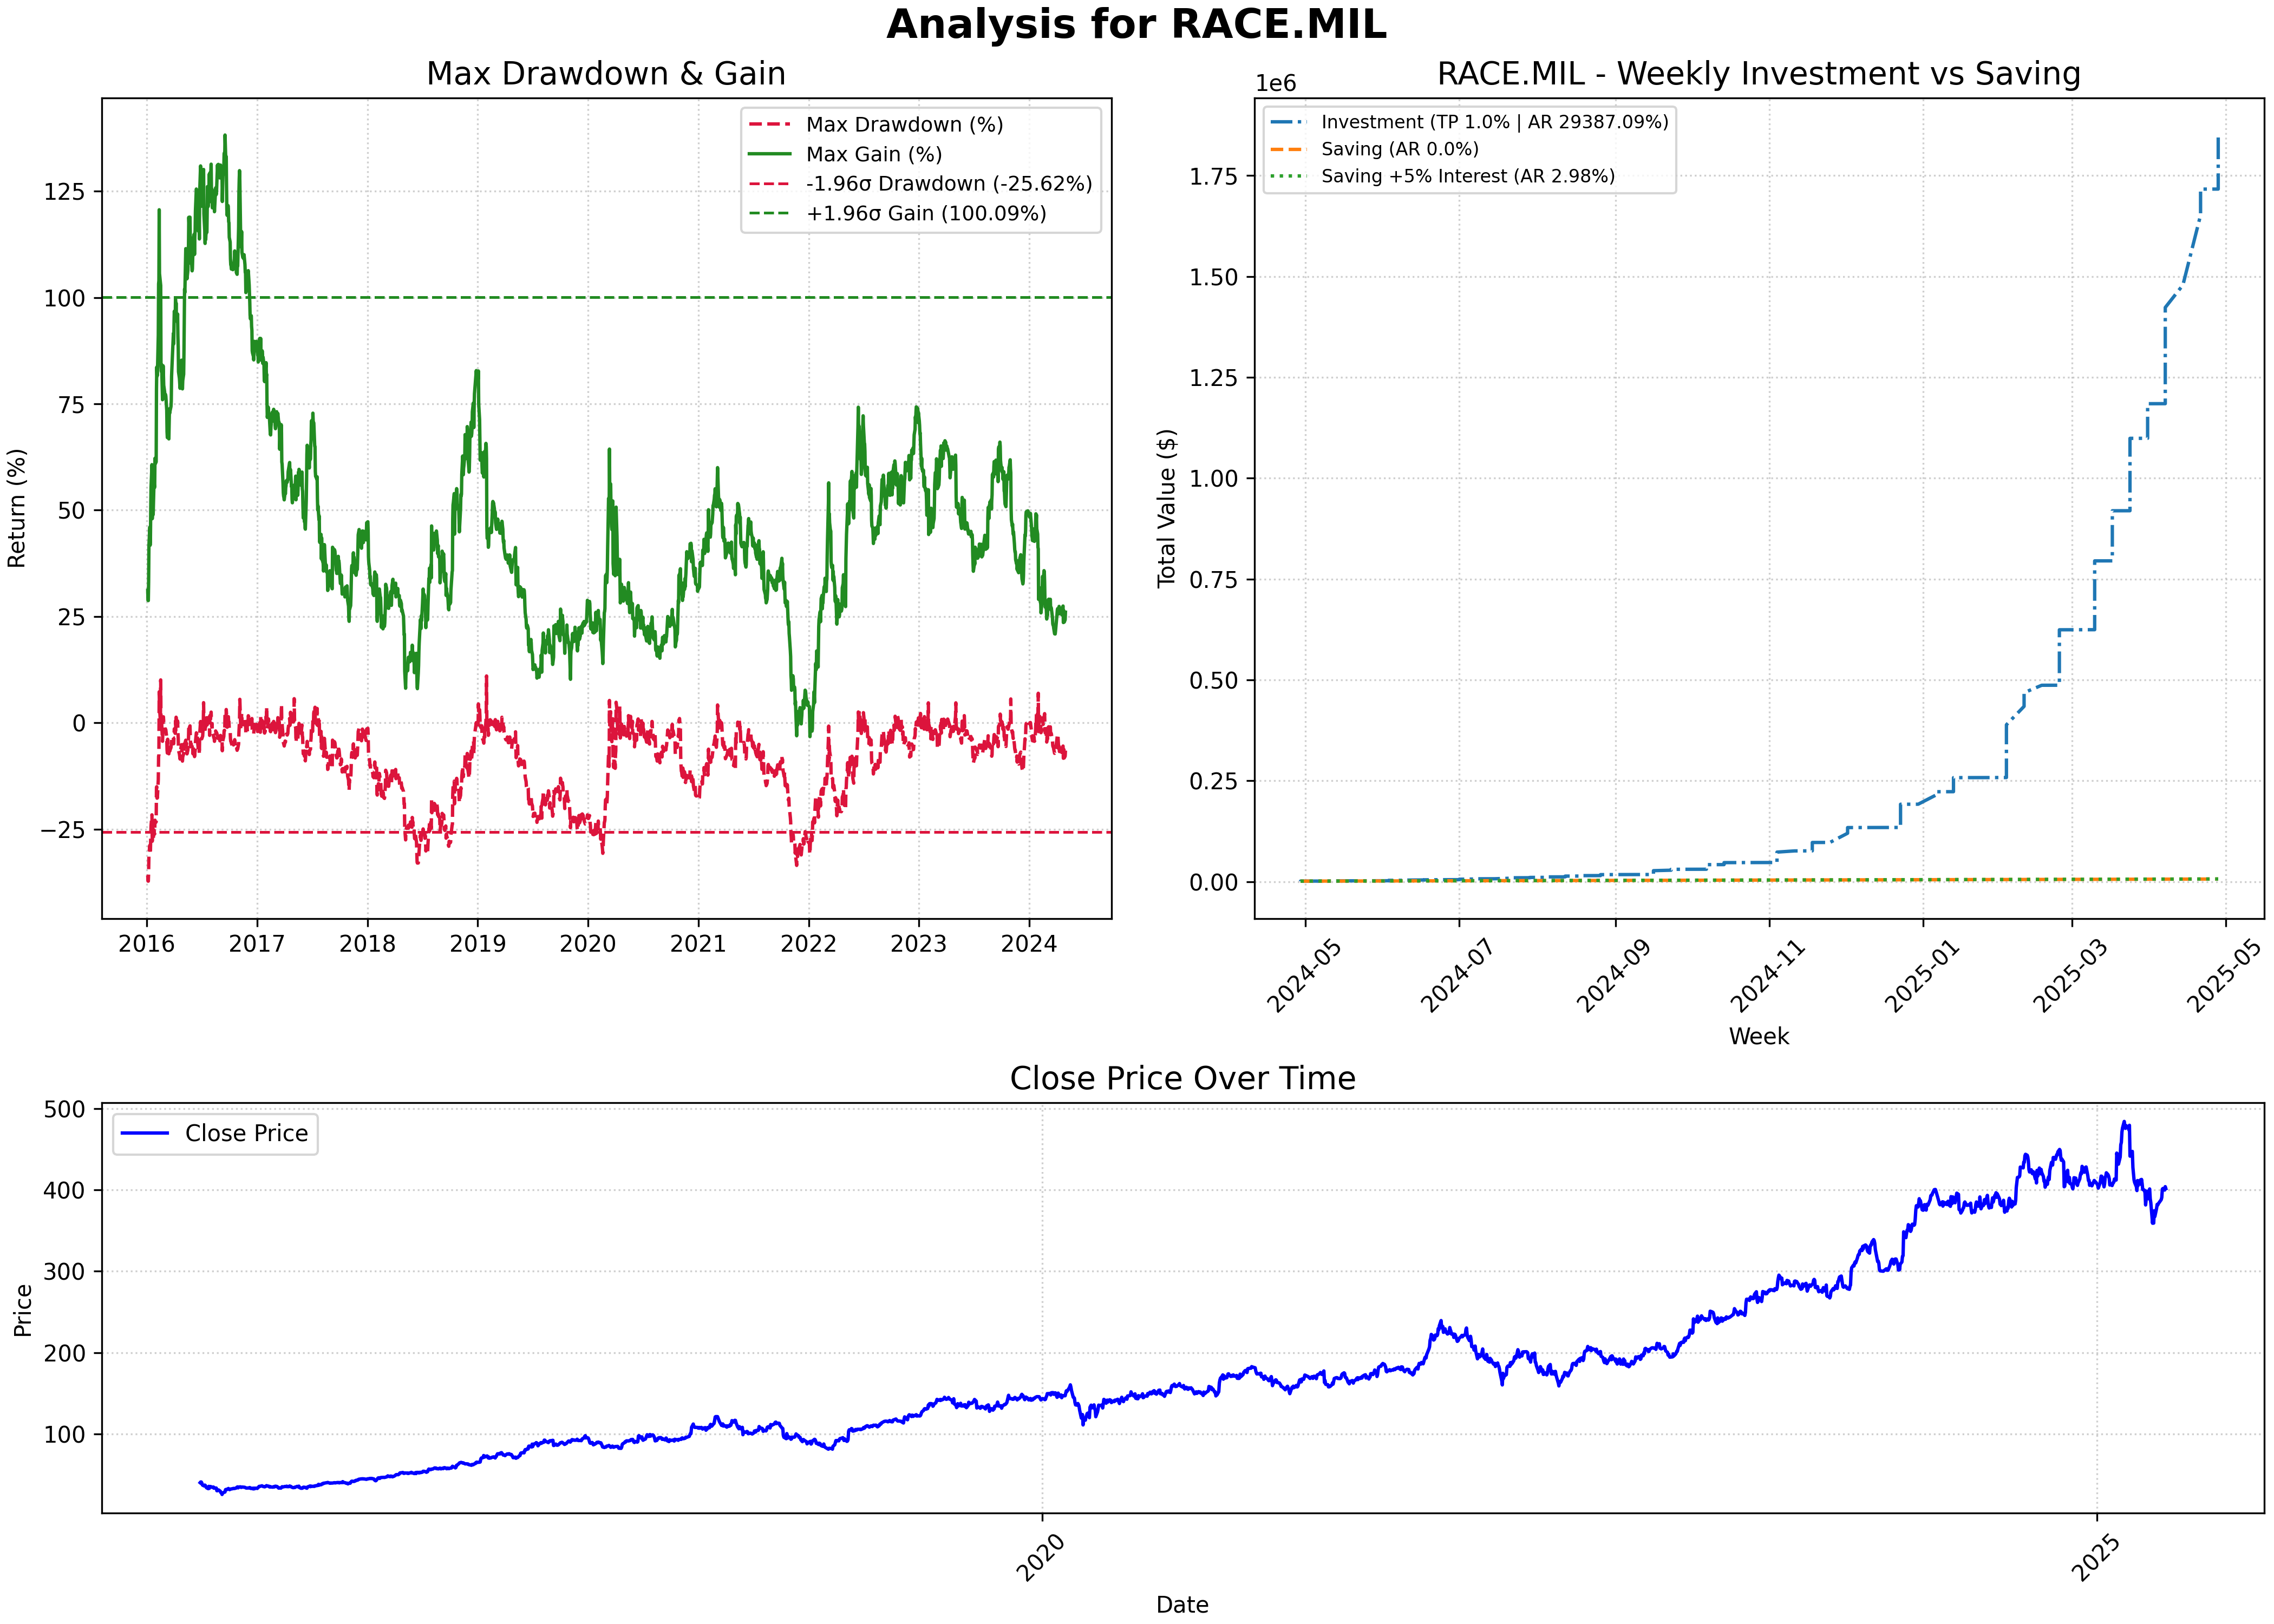 Analysis for RACE.MIL
Max Drawdown & Gain
Return (%)
125
100
75
50
25
0
−25
2016 2017 2018 2019 2020 2021 2022 2023 2024
Max Drawdown (%)
Max Gain (%)
-1.96σ Drawdown (-25.62%)
+1.96σ Gain (100.09%)
RACE.MIL - Weekly Investment vs Saving
1e6
Total Value ($)
1.75
1.50
1.25
1.00
0.75
0.50
0.25
0.00
Investment (TP 1.0% | AR 29387.09%)
Saving (AR 0.0%)
Saving +5% Interest (AR 2.98%)
2024-05 2024-07 2024-09 2024-11 2025-01 2025-03 2025-05
Week
Close Price Over Time
Price
500
400
300
200
100
Close Price
2020 2025
Date